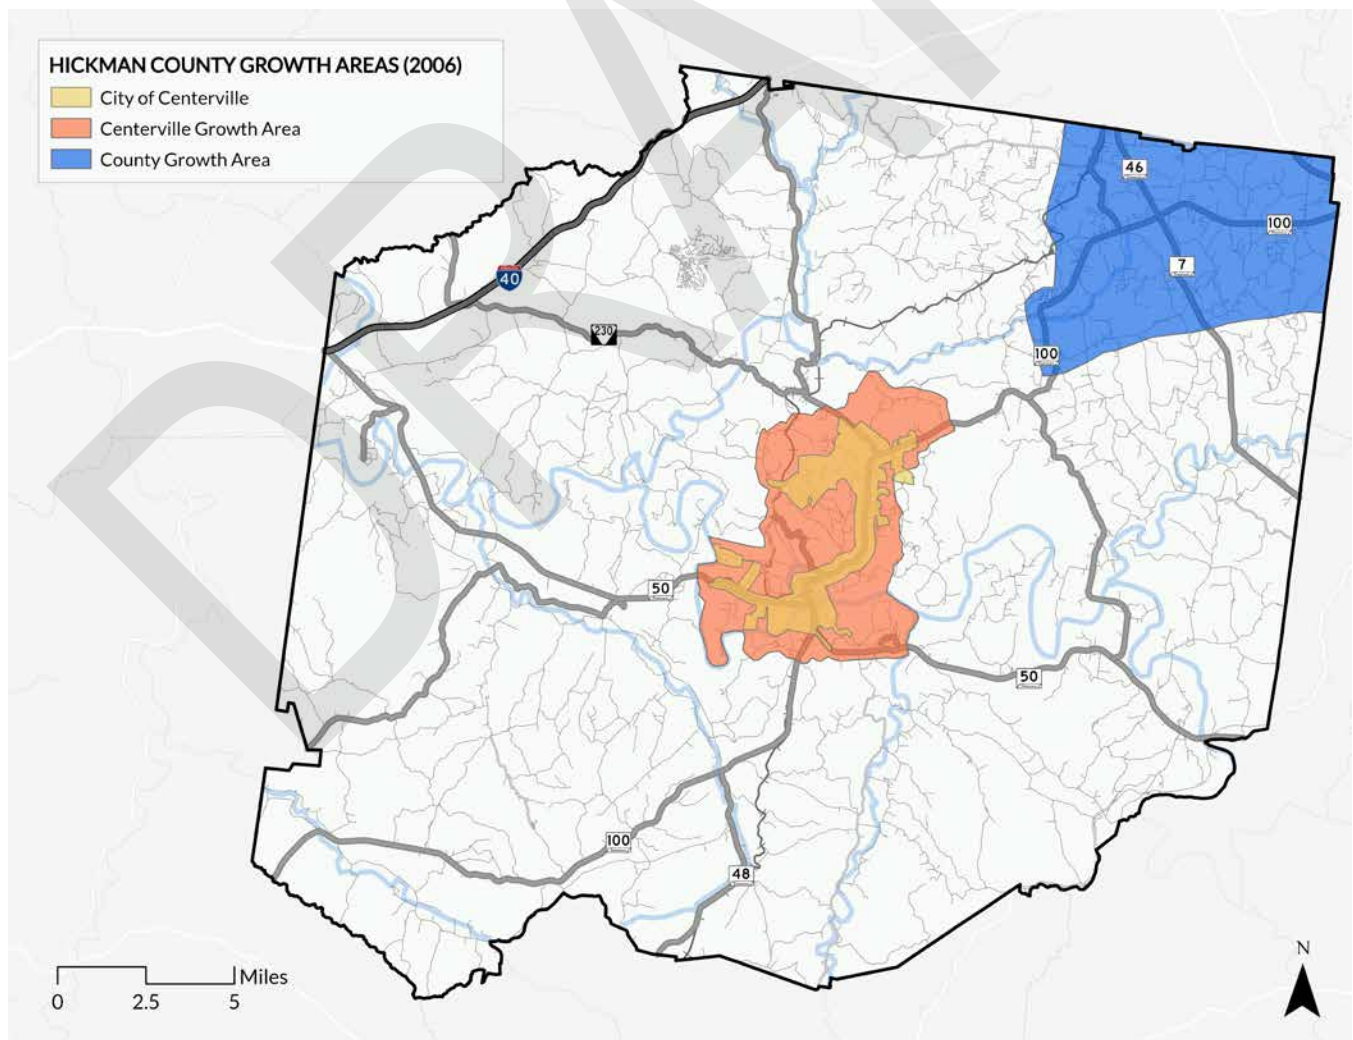 HICKMAN COUNTY GROWTH AREAS (2006)
City of Centerville
Centerville Growth Area
County Growth Area
DRAFT
46
100
7
40
230
100
50
50
100
48
N
Miles
0 2.5 5